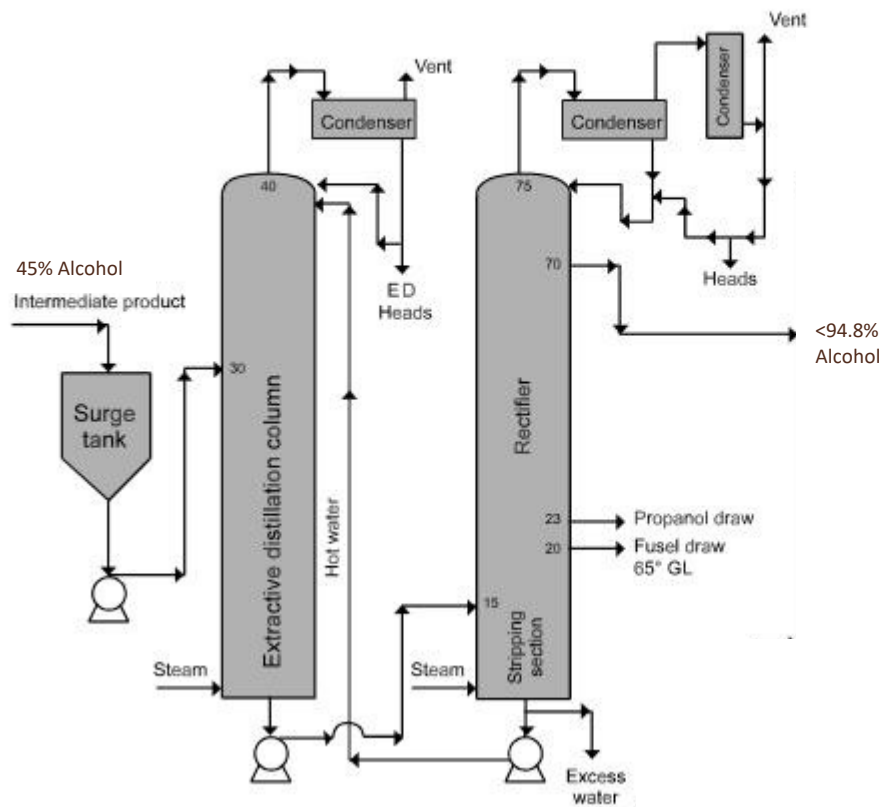 Vent
Condenser
40
45% Alcohol
Intermediate product
Surge
tank
30
Extractive distillation column
ED
Heads
Hot water
Steam
Vent
Condenser
Condenser
75
70
Heads
<94.8%
Alcohol
Rectifier
23
Propanol draw
20
Fusel draw
65° GL
15
Stripping
section
Steam
Excess
water